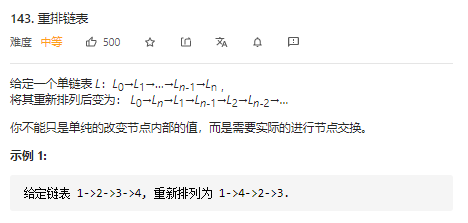 143. 重排链表
难度 中等 500
给定一个单链表 L：L0→L1→…→Ln-1→Ln ，
将其重新排列后变为： L0→Ln→L1→Ln-1→L2→Ln-2→…
你不能只是单纯的改变节点内部的值，而是需要实际的进行节点交换。
示例 1:
给定链表 1->2->3->4, 重新排列为 1->4->2->3.